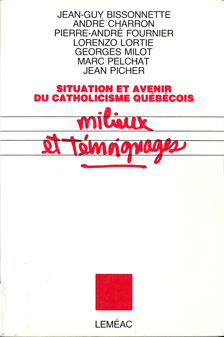 JEAN-GUY BISSONNETTE
ANDRÉ CHARRON
PIERRE-ANDRÉ FOURNIER
LORENZO LORTIE
GEORGES MILOT
MARC PELCHAT
JEAN PICHER
SITUATION ET AVENIR
DU CATHOLICISME QUÉBÉCOIS
milieux
et témoignages
LEMÉAC